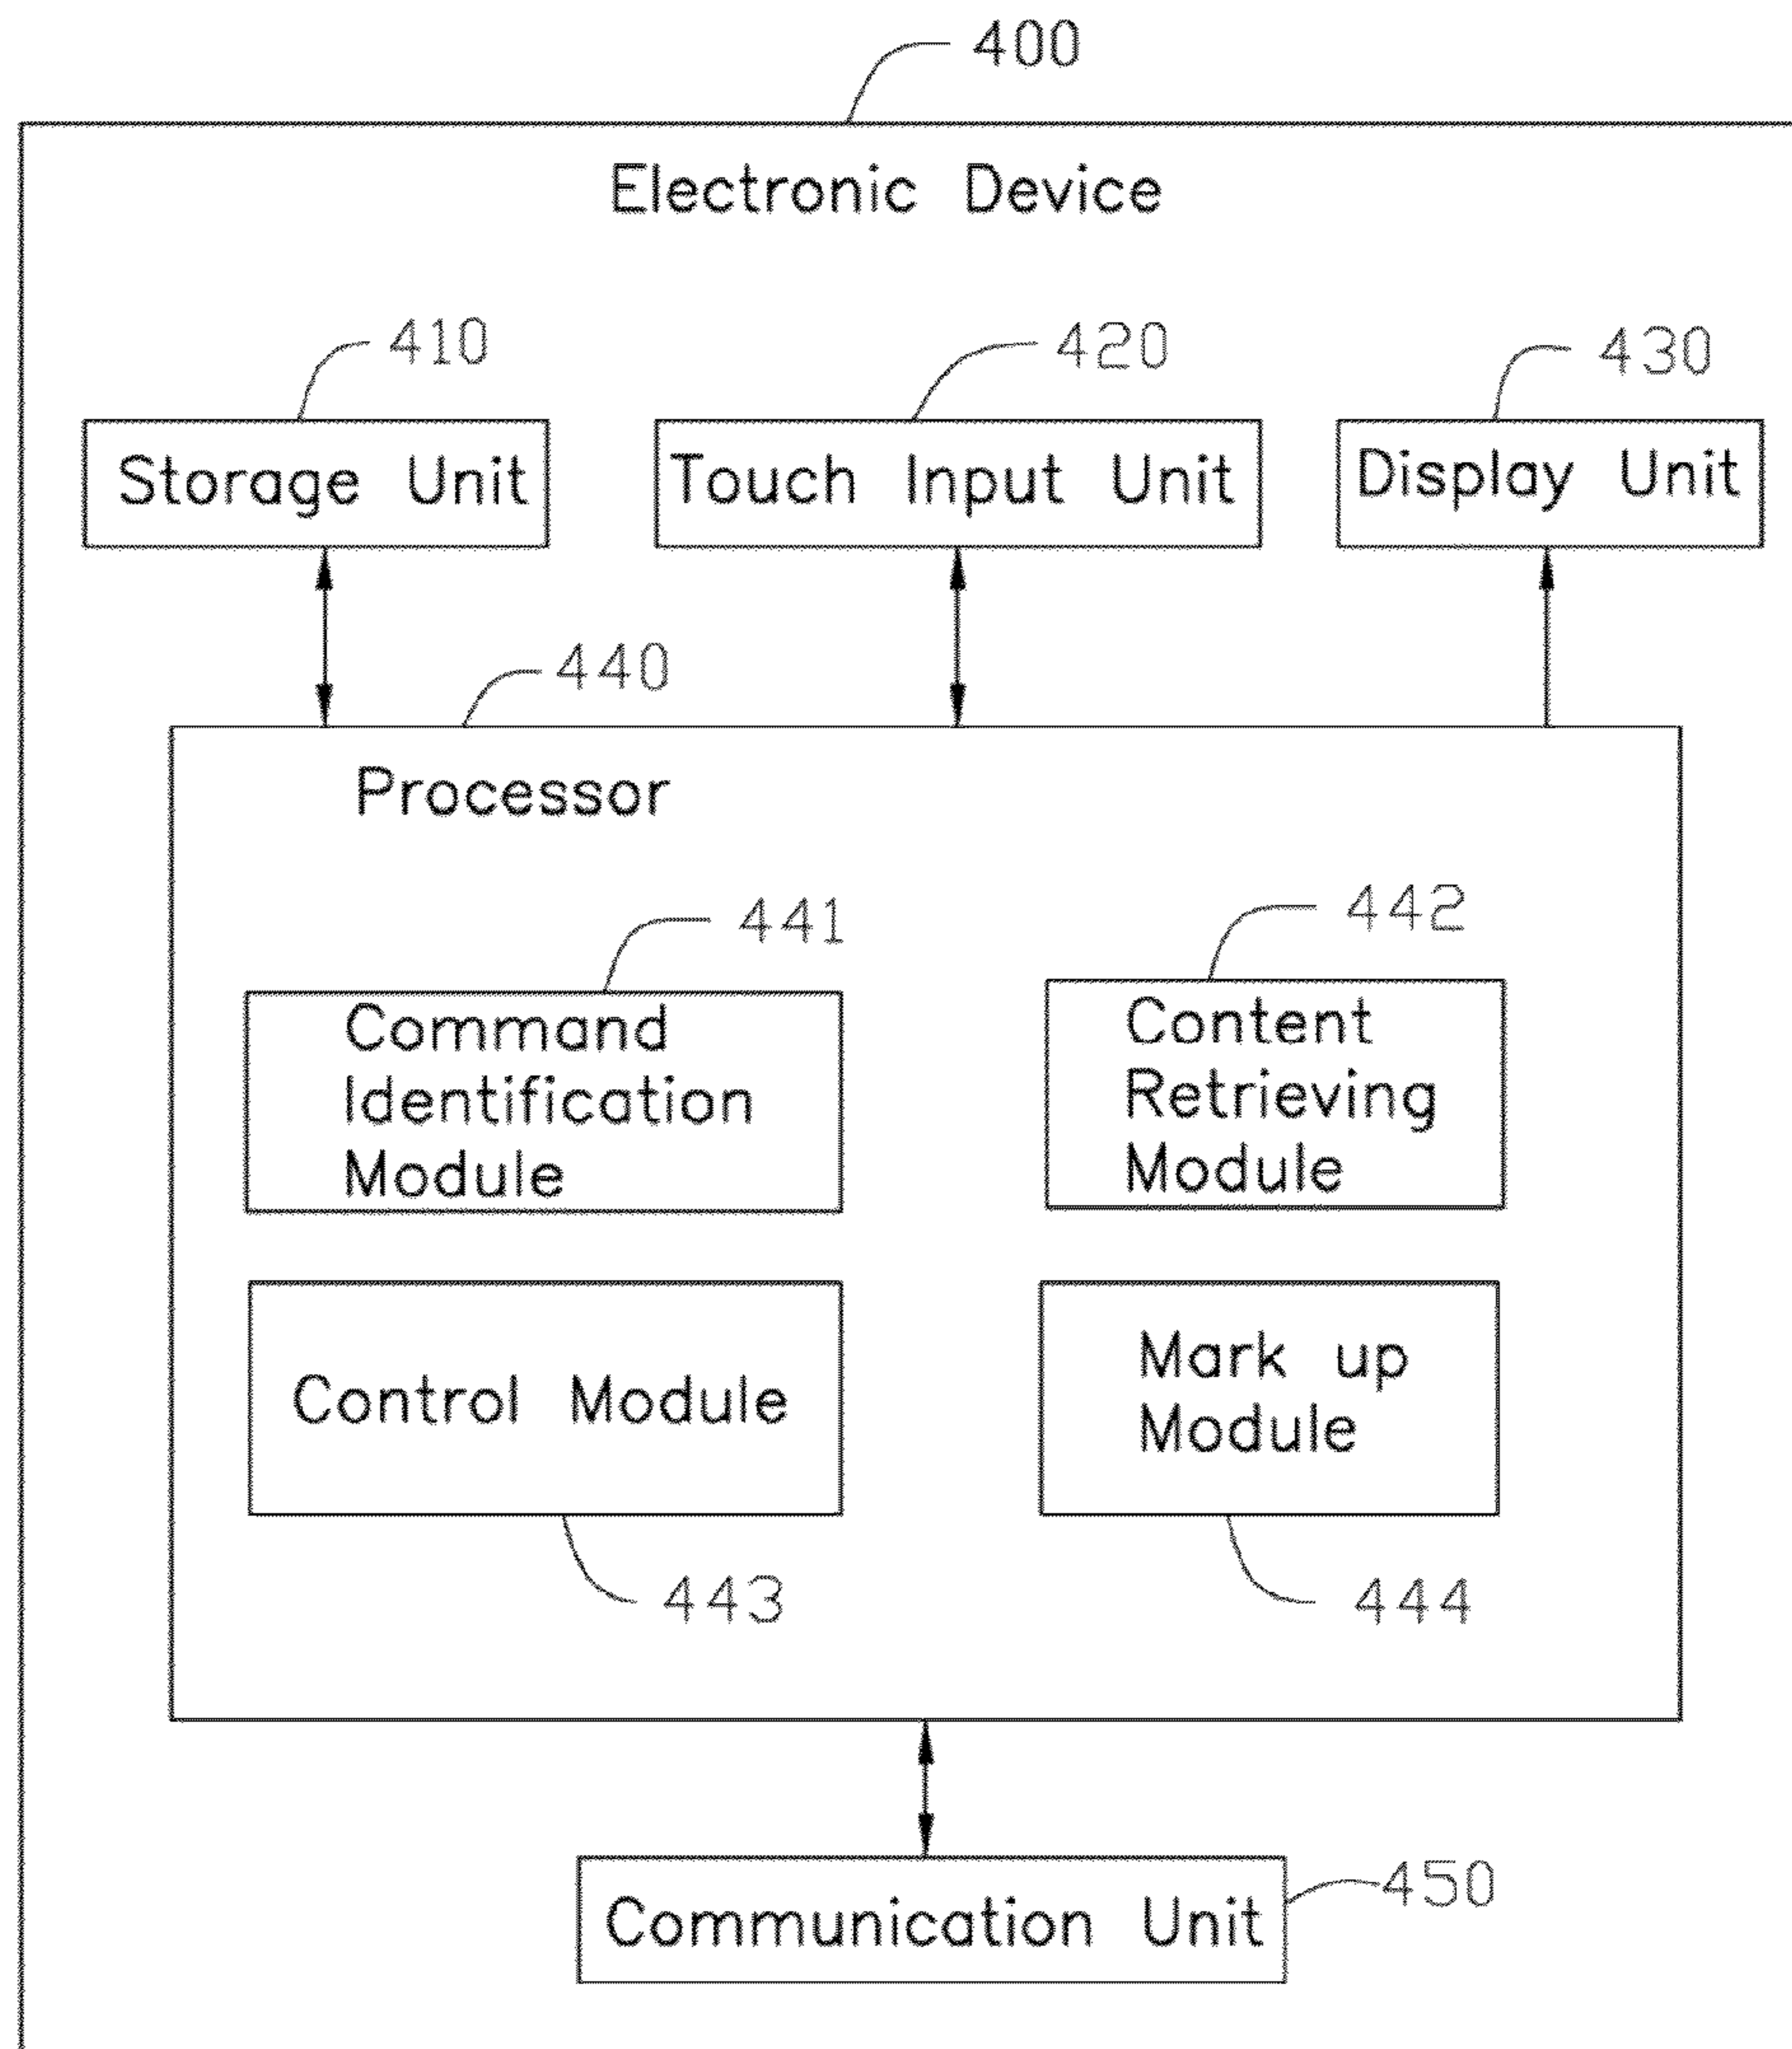 400
Electronic Device
410
420
430
Storage Unit
Touch Input Unit
Display Unit
440
Processor
441
442
Command
Identification
Module
Content
Retrieving
Module
Control Module
Mark up
Module
443
444
Communication Unit
450